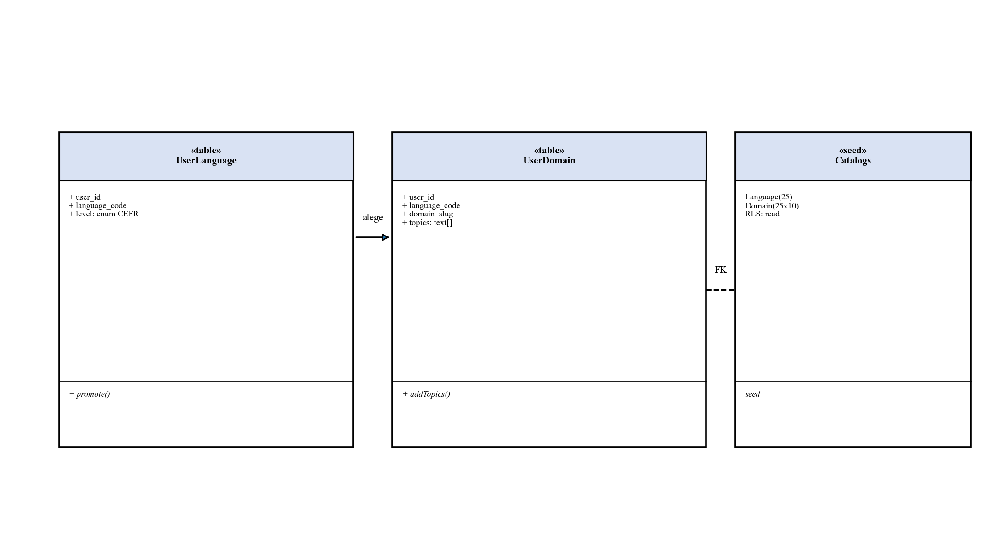 «table»
UserLanguage
+ user_id
+ language_code
+ level: enum CEFR
+ promote()
alege
«table»
UserDomain
+ user_id
+ language_code
+ domain_slug
+ topics: text[]
+ addTopics()
FK
«seed»
Catalogs
Language(25)
Domain(25x10)
RLS: read
seed